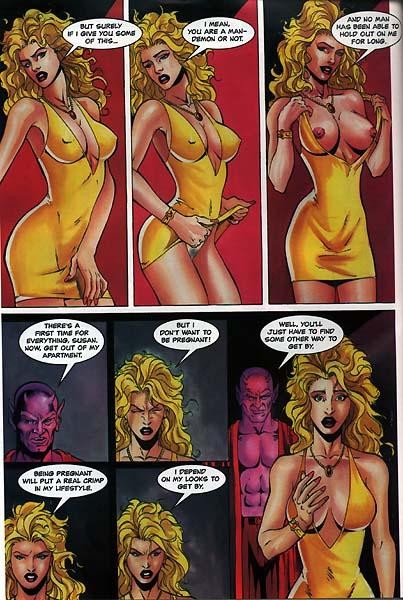 BUT SURELY
IF I GIVE YOU SOME
OF THIS...
I MEAN,
YOU ARE A MAN-
DEMON OR NOT.
AND NO MAN
HAS BEEN ABLE TO
HOLD OUT ON ME
FOR LONG.
THERE'S A
FIRST TIME FOR
EVERYTHING, SUSAN.
NOW, GET OUT OF MY
APARTMENT.
BUT I
DON'T WANT TO
BE PREGNANT!
WELL, YOU'LL
JUST HAVE TO FIND
SOME OTHER WAY TO
GET BY.
BEING PREGNANT
WILL PUT A REAL CRIMP
IN MY LIFESTYLE.
I DEPEND
ON MY LOOKS TO
GET BY.